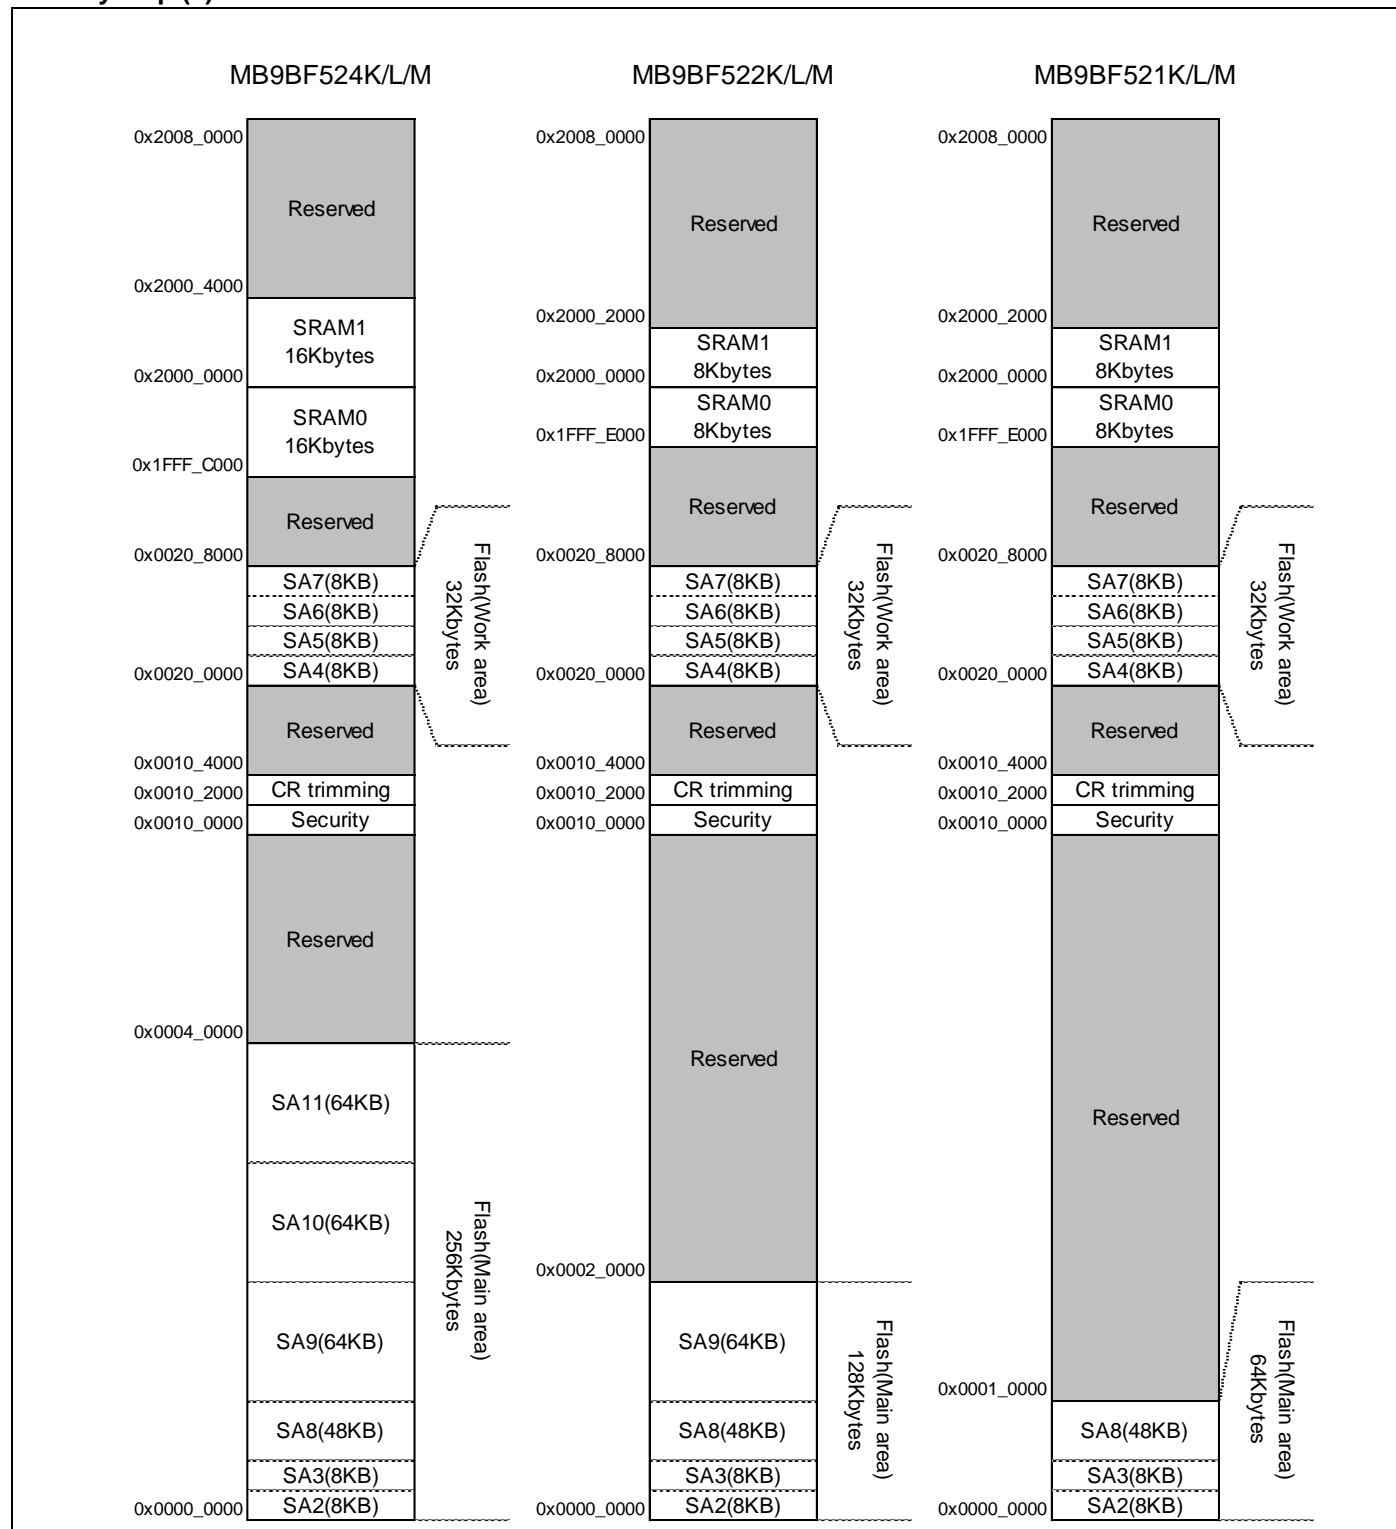 MB9BF524K/L/M
0x2008_0000
Reserved
0x2000_4000
SRAM1
16Kbytes
0x2000_0000
SRAM0
16Kbytes
0x1FFF_C000
Reserved
0x0020_8000
SA7(8KB)
SA6(8KB)
SA5(8KB)
SA4(8KB)
0x0020_0000
Flash(Work area)
32Kbytes
Reserved
0x0010_4000
CR trimming
0x0010_2000
Security
0x0010_0000
Reserved
0x0004_0000
SA11(64KB)
SA10(64KB)
SA9(64KB)
SA8(48KB)
SA3(8KB)
SA2(8KB)
0x0000_0000
Flash(Main area)
256Kbytes
MB9BF522K/L/M
0x2008_0000
Reserved
0x2000_2000
SRAM1
8Kbytes
0x2000_0000
SRAM0
8Kbytes
0x1FFF_E000
Reserved
0x0020_8000
SA7(8KB)
SA6(8KB)
SA5(8KB)
SA4(8KB)
0x0020_0000
Flash(Work area)
32Kbytes
Reserved
0x0010_4000
CR trimming
0x0010_2000
Security
0x0010_0000
Reserved
0x0002_0000
SA9(64KB)
SA8(48KB)
SA3(8KB)
SA2(8KB)
0x0000_0000
Flash(Main area)
128Kbytes
MB9BF521K/L/M
0x2008_0000
Reserved
0x2000_2000
SRAM1
8Kbytes
0x2000_0000
SRAM0
8Kbytes
0x1FFF_E000
Reserved
0x0020_8000
SA7(8KB)
SA6(8KB)
SA5(8KB)
SA4(8KB)
0x0020_0000
Flash(Work area)
32Kbytes
Reserved
0x0010_4000
CR trimming
0x0010_2000
Security
0x0010_0000
Reserved
0x0001_0000
SA8(48KB)
SA3(8KB)
SA2(8KB)
0x0000_0000
Flash(Main area)
64Kbytes